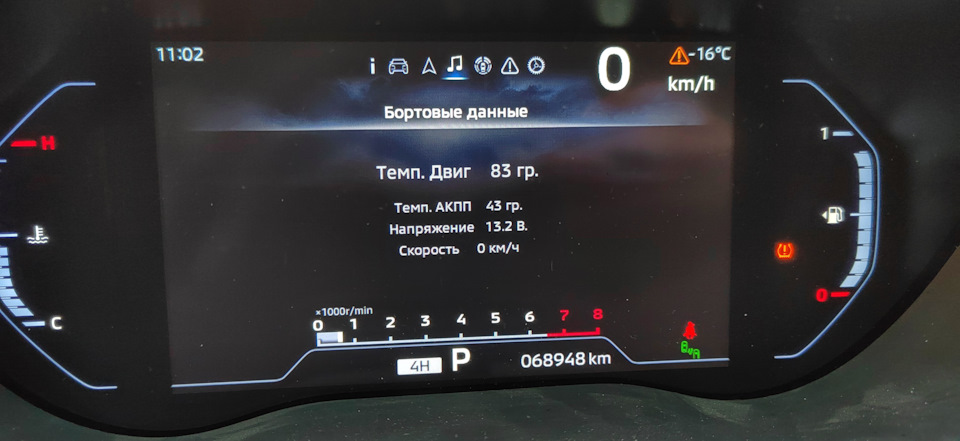 11:02
i
0
-16°C
km/h
Бортовые данные
H
1
Темп. Двиг 83 гр.
Темп. АКПП 43 гр.
Напряжение 13.2 В.
Скорость 0 км/ч
C
0
×1000r/min
0 1 2 3 4 5 6 7 8
4H P 068948 km